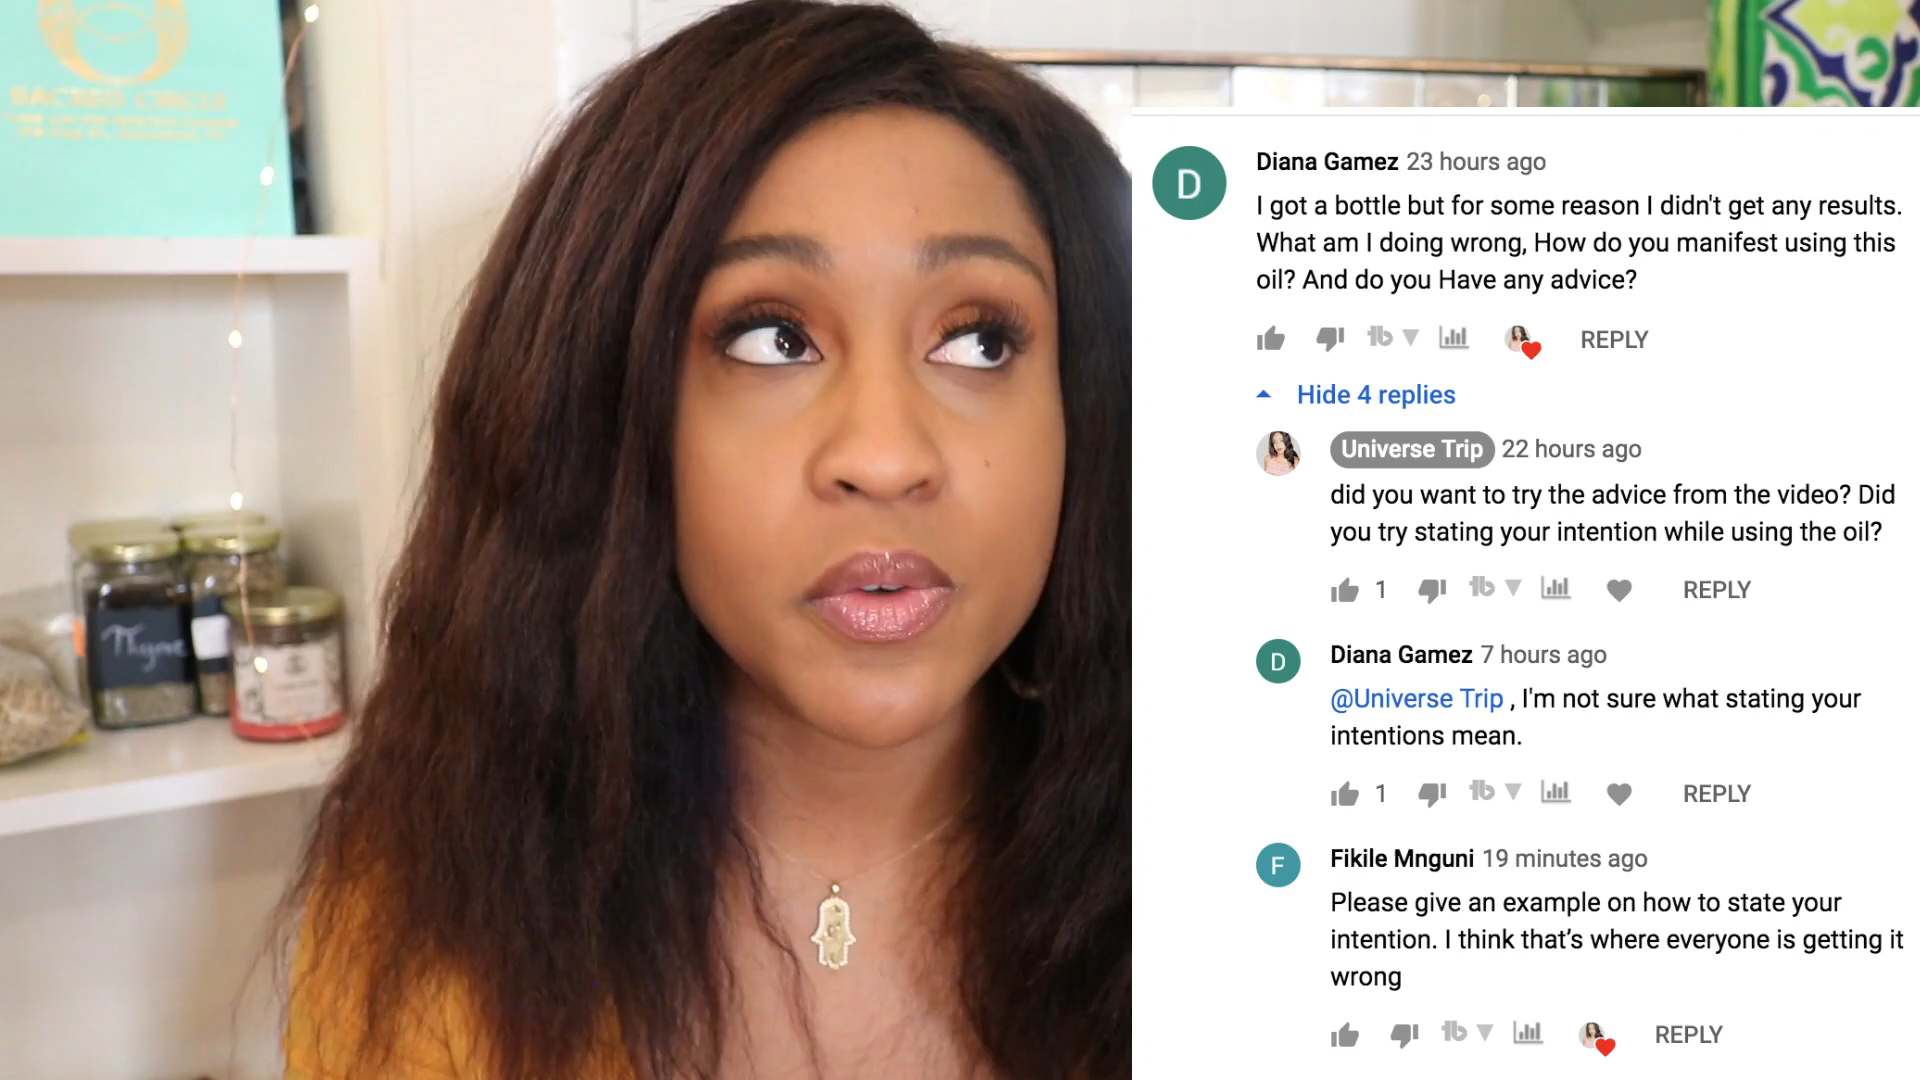 SACRED CIRCLE
Thyme
D
Diana Gamez 23 hours ago
I got a bottle but for some reason I didn't get any results.
What am I doing wrong, How do you manifest using this
oil? And do you Have any advice?
REPLY
Hide 4 replies
Universe Trip 22 hours ago
did you want to try the advice from the video? Did
you try stating your intention while using the oil?
1 REPLY
D
Diana Gamez 7 hours ago
@Universe Trip , I'm not sure what stating your
intentions mean.
1 REPLY
F
Fikile Mnguni 19 minutes ago
Please give an example on how to state your
intention. I think that’s where everyone is getting it
wrong
REPLY